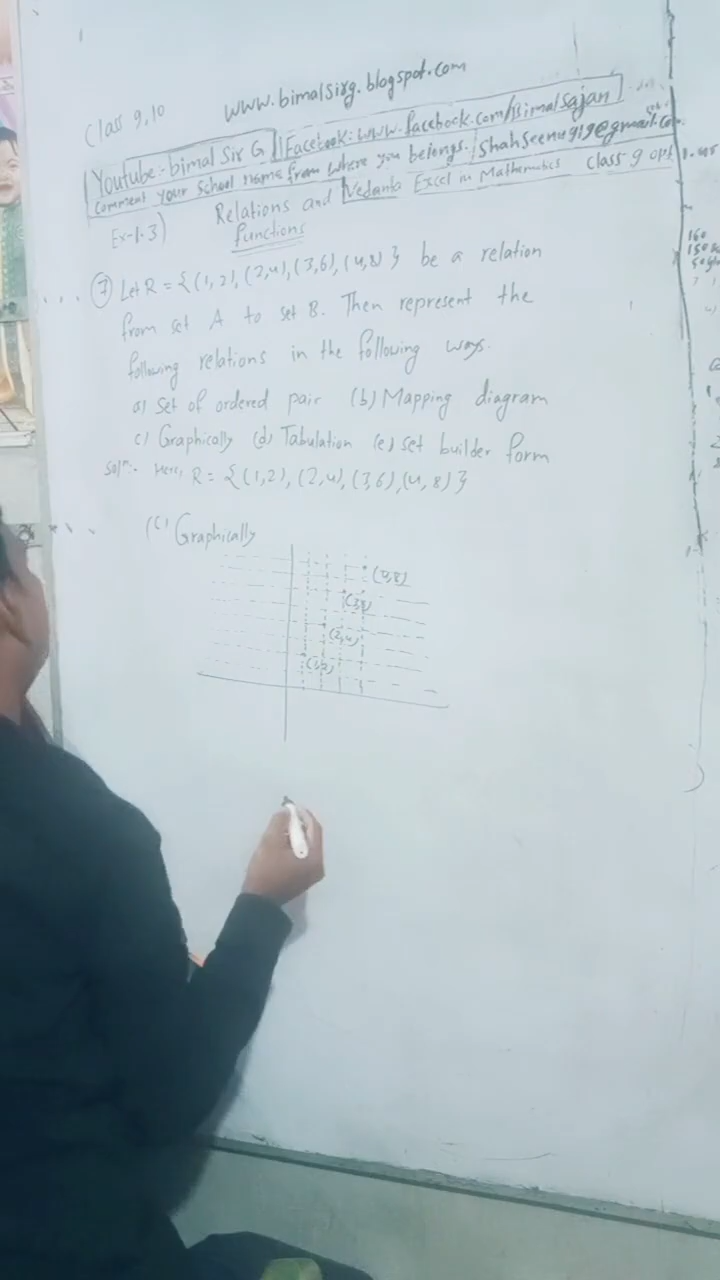 Class 9,10 www.bimalsirg.blogspot.com
Youtube:- bimal Sir G Facebook: www.facebook.com/bimalsajan
Comment your school name from where you belongs. shahseenu919@gmail.com
Ex-1.3) Relations and functions Vedanta Excel in Mathematics Class 9 opt
7 Let R = {(1,2), (2,4), (3,6), (4,8)} be a relation
from set A to set B. Then represent the
following relations in the following ways.
a) Set of ordered pair (b) Mapping diagram
c) Graphically (d) Tabulation (e) set builder form
Solⁿ:- Here, R = {(1,2), (2,4), (3,6), (4,8)}
(c) Graphically
(4,8)
(2,4)
(1,2)